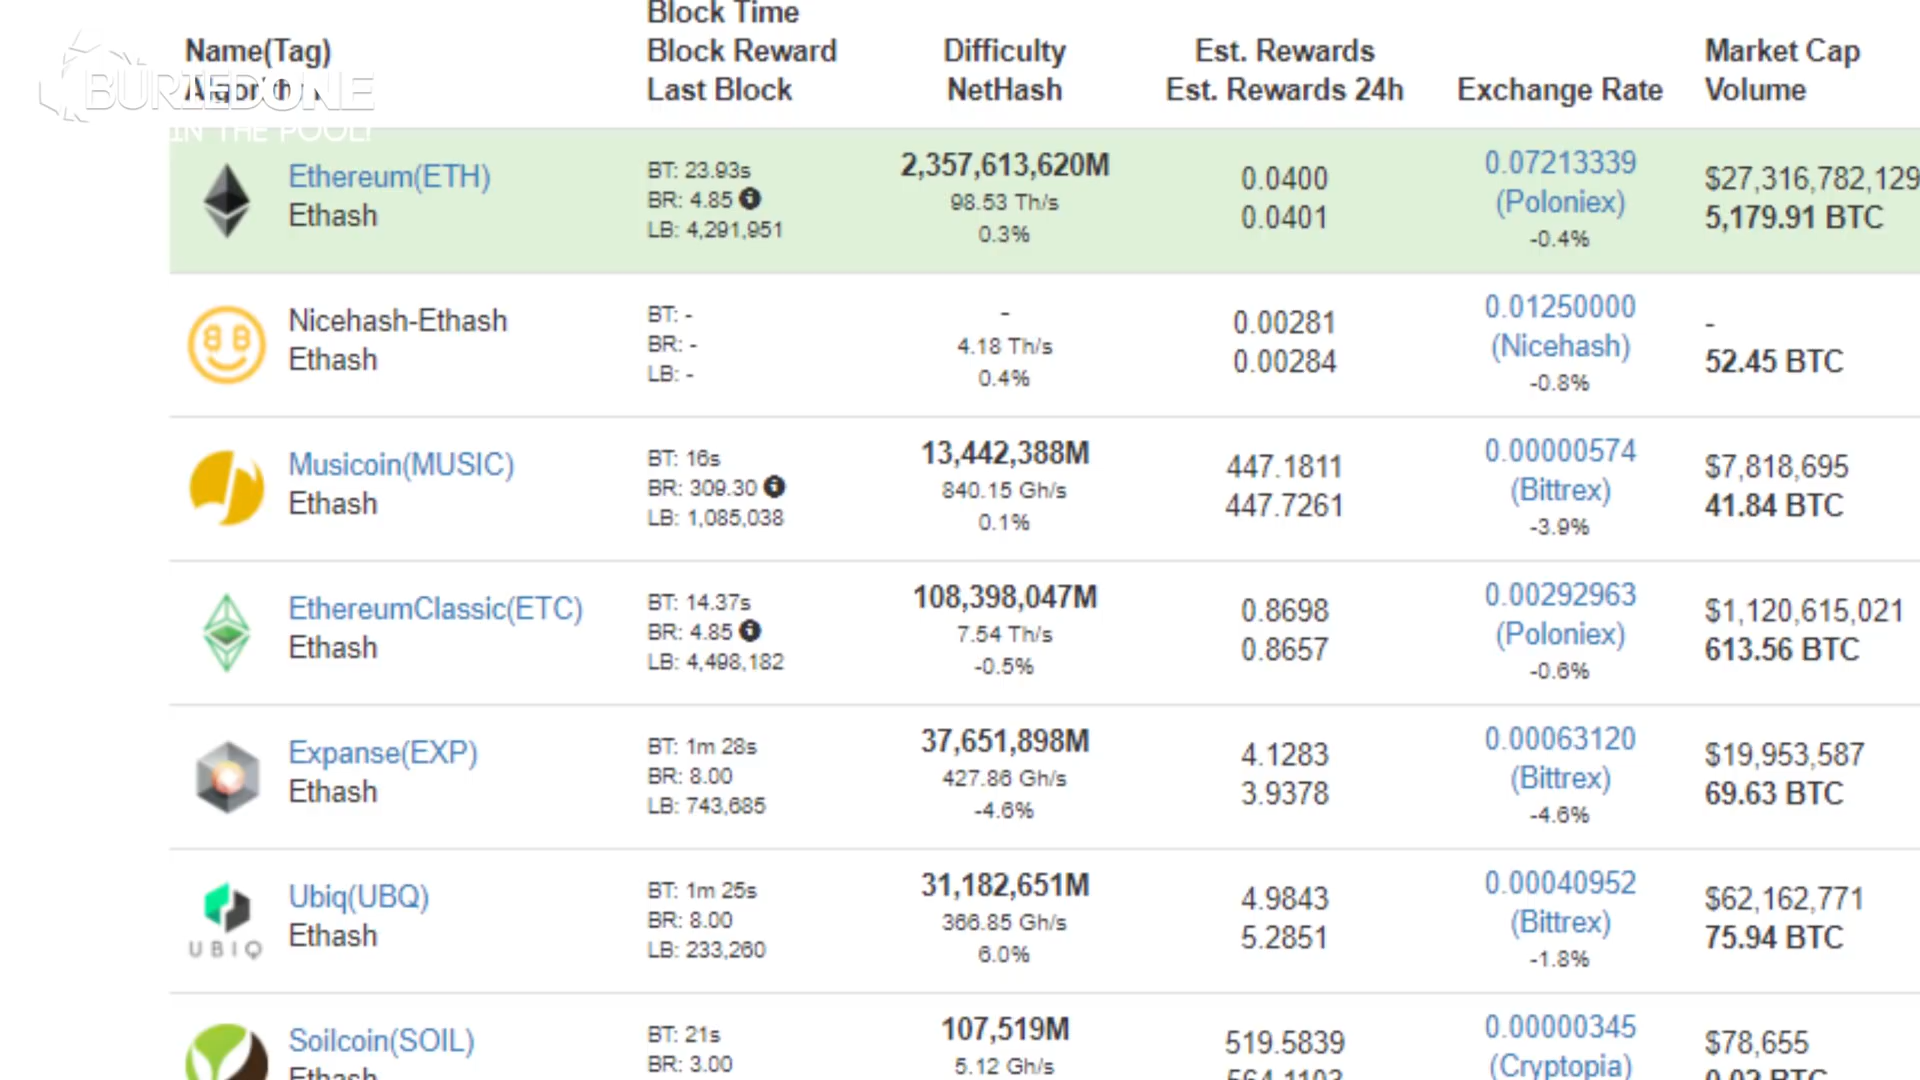 Block Time
Name(Tag) Block Reward Difficulty Est. Rewards Market Cap
Last Block NetHash Est. Rewards 24h Exchange Rate Volume
BURIEDONE
IN THE POOL!
Ethereum(ETH)
Ethash
BT: 23.93s
BR: 4.85
LB: 4,291,951
2,357,613,620M
98.53 Th/s
0.3%
0.0400
0.0401
0.07213339
(Poloniex)
-0.4%
$27,316,782,129
5,179.91 BTC
Nicehash-Ethash
Ethash
BT: -
BR: -
LB: -
-
4.18 Th/s
0.4%
0.00281
0.00284
0.01250000
(Nicehash)
-0.8%
-
52.45 BTC
Musicoin(MUSIC)
Ethash
BT: 16s
BR: 309.30
LB: 1,085,038
13,442,388M
840.15 Gh/s
0.1%
447.1811
447.7261
0.00000574
(Bittrex)
-3.9%
$7,818,695
41.84 BTC
EthereumClassic(ETC)
Ethash
BT: 14.37s
BR: 4.85
LB: 4,498,182
108,398,047M
7.54 Th/s
-0.5%
0.8698
0.8657
0.00292963
(Poloniex)
-0.6%
$1,120,615,021
613.56 BTC
Expanse(EXP)
Ethash
BT: 1m 28s
BR: 8.00
LB: 743,685
37,651,898M
427.86 Gh/s
-4.6%
4.1283
3.9378
0.00063120
(Bittrex)
-4.6%
$19,953,587
69.63 BTC
UBIQ
Ubiq(UBQ)
Ethash
BT: 1m 25s
BR: 8.00
LB: 233,260
31,182,651M
366.85 Gh/s
6.0%
4.9843
5.2851
0.00040952
(Bittrex)
-1.8%
$62,162,771
75.94 BTC
Soilcoin(SOIL)
Ethash
BT: 21s
BR: 3.00
107,519M
5.12 Gh/s
519.5839
0.00000345
(Cryptopia)
$78,655